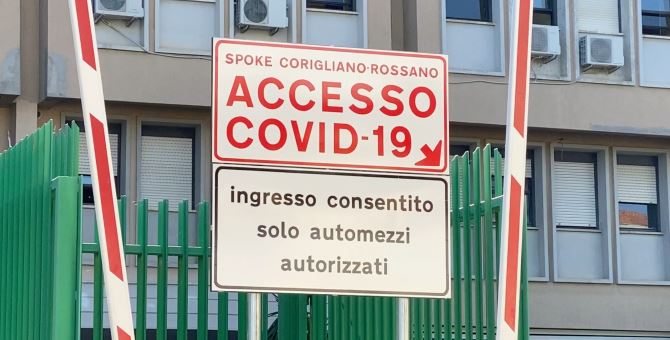 SPOKE CORIGLIANO-ROSSANO
ACCESSO
COVID-19
ingresso consentito
solo automezzi
autorizzati